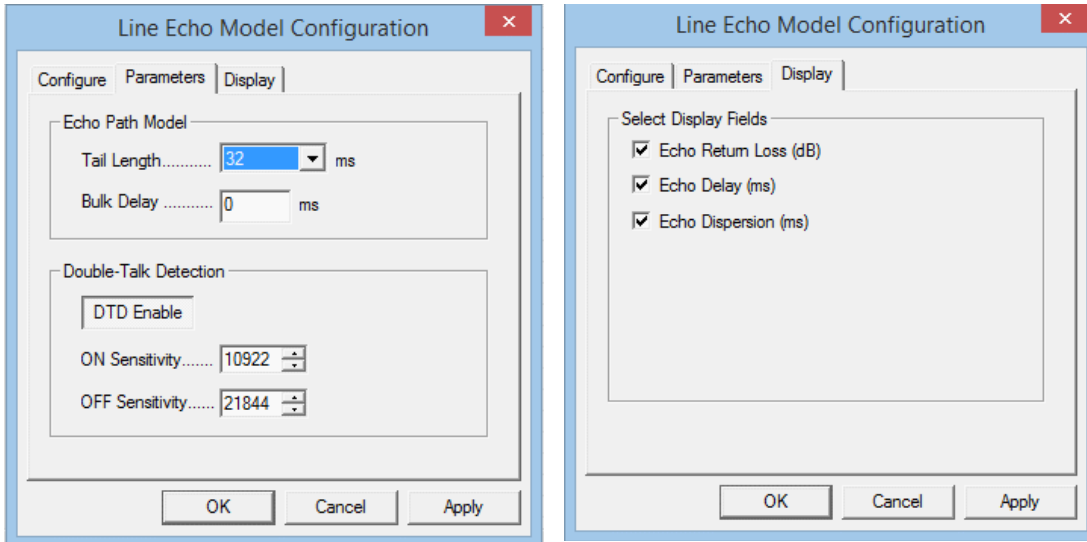 Line Echo Model Configuration
Configure Parameters Display
Echo Path Model
Tail Length........... 32 ms
Bulk Delay ........... 0 ms
Double-Talk Detection
DTD Enable
ON Sensitivity....... 10922
OFF Sensitivity...... 21844
OK Cancel Apply
Line Echo Model Configuration
Configure Parameters Display
Select Display Fields
Echo Return Loss (dB)
Echo Delay (ms)
Echo Dispersion (ms)
OK Cancel Apply